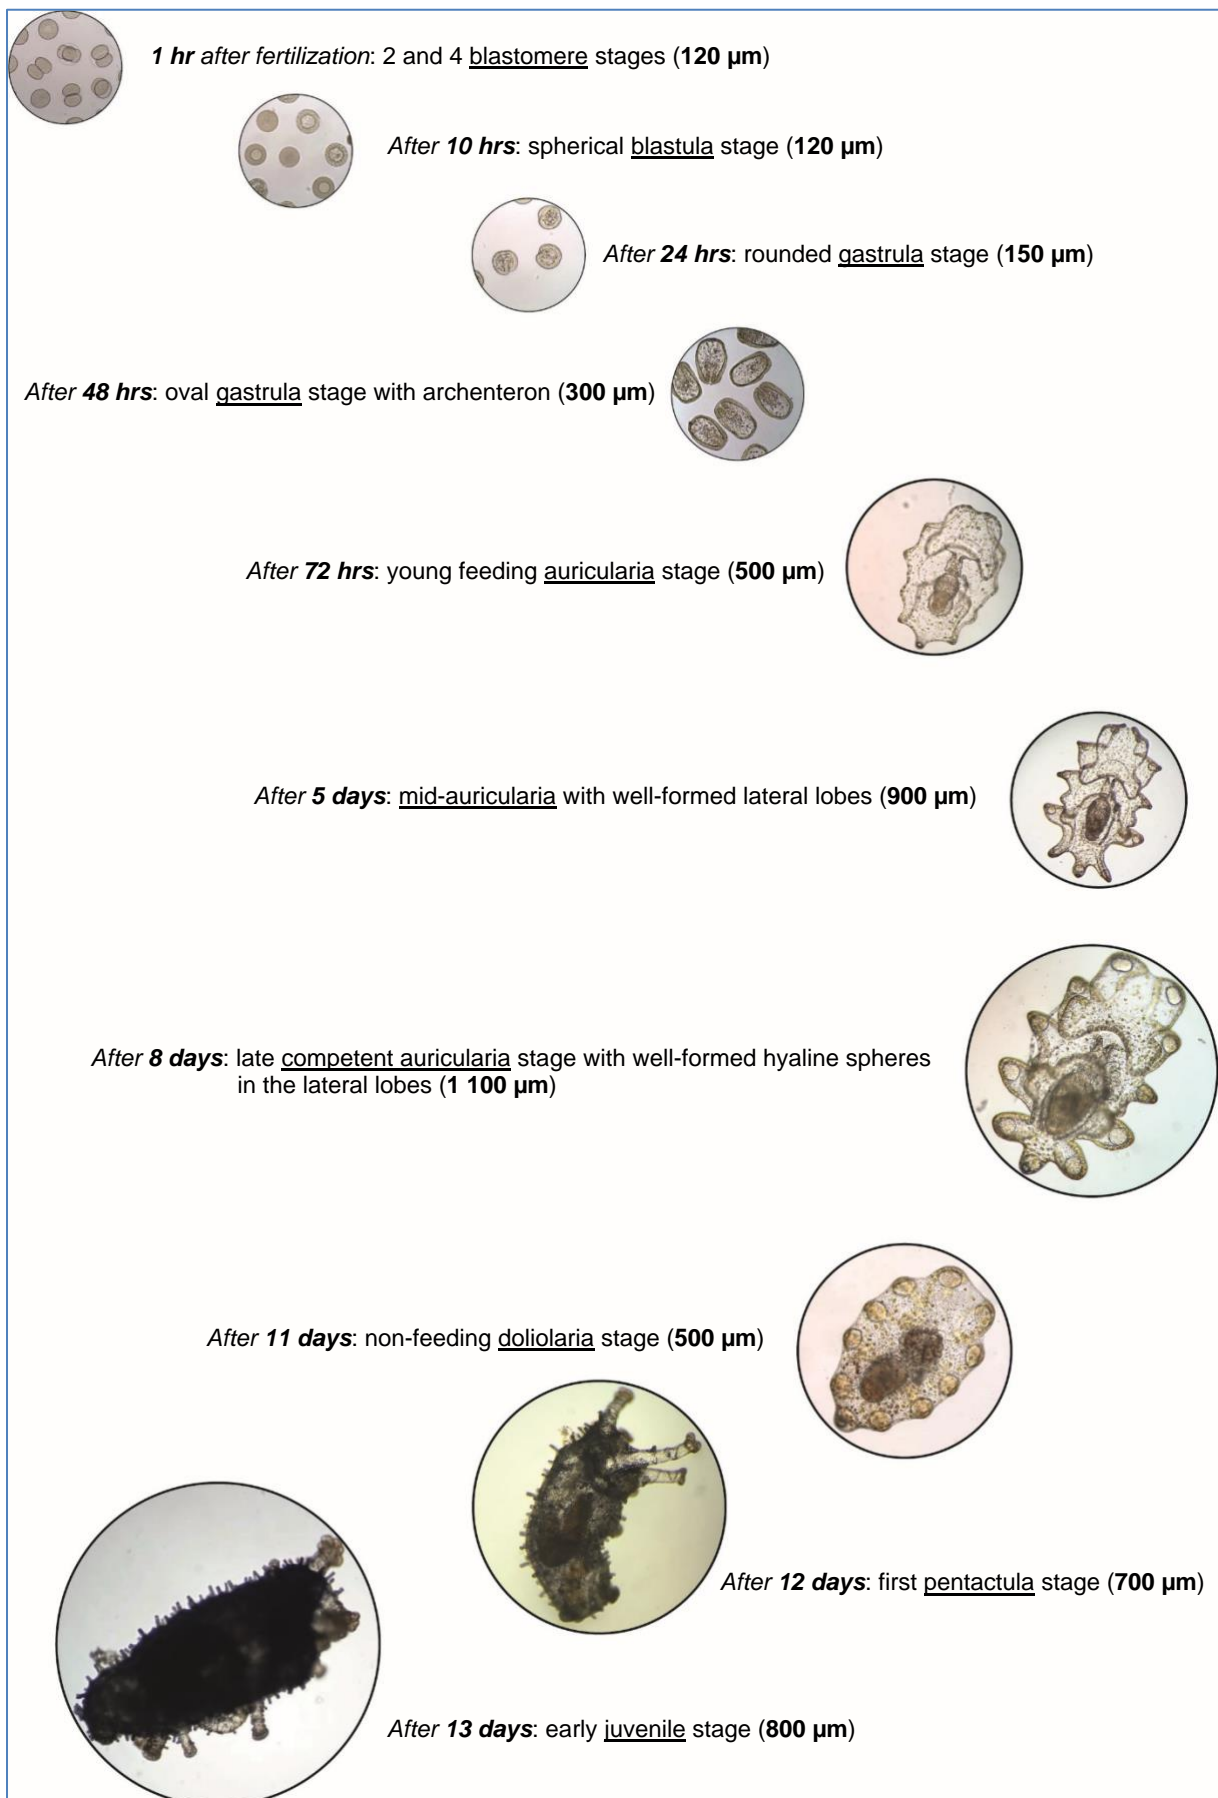 1 hr after fertilization: 2 and 4 blastomere stages (120 µm)
After 10 hrs: spherical blastula stage (120 µm)
After 24 hrs: rounded gastrula stage (150 µm)
After 48 hrs: oval gastrula stage with archenteron (300 µm)
After 72 hrs: young feeding auricularia stage (500 µm)
After 5 days: mid-auricularia with well-formed lateral lobes (900 µm)
After 8 days: late competent auricularia stage with well-formed hyaline spheres
in the lateral lobes (1 100 µm)
After 11 days: non-feeding doliolaria stage (500 µm)
After 12 days: first pentactula stage (700 µm)
After 13 days: early juvenile stage (800 µm)